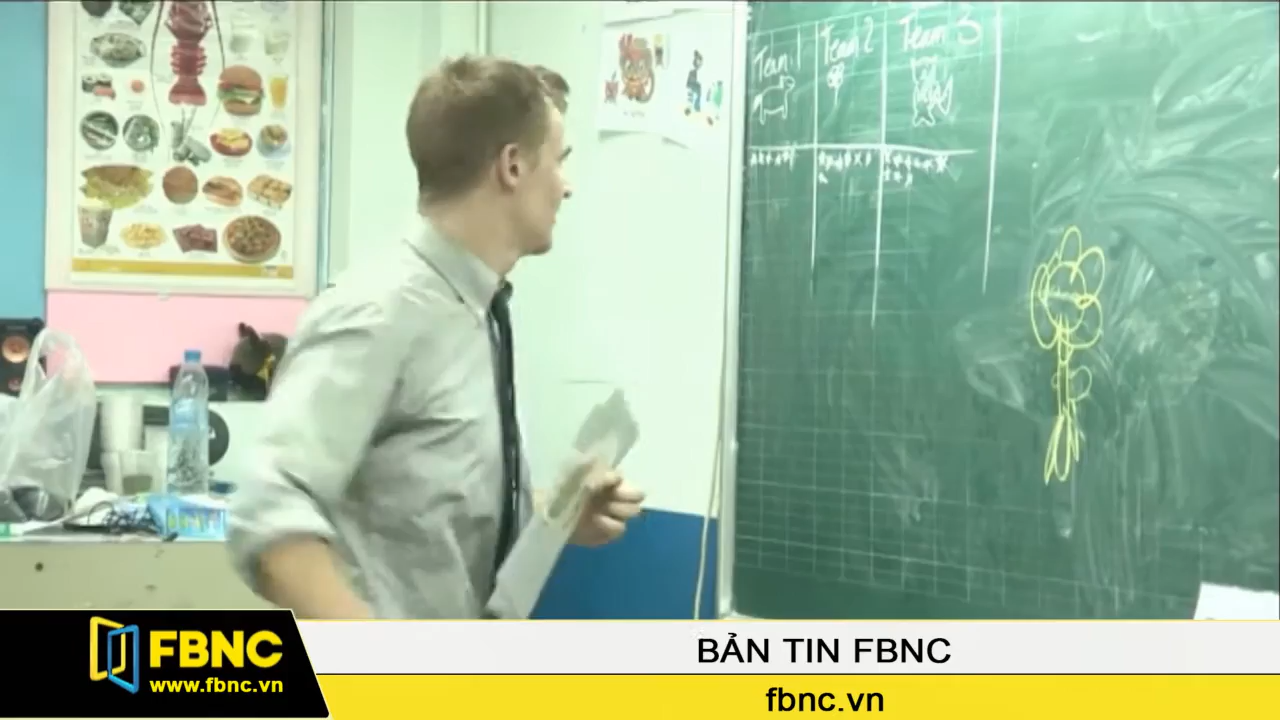 Team 1
Team 2
Team 3
FBNC
www.fbnc.vn
BẢN TIN FBNC
fbnc.vn